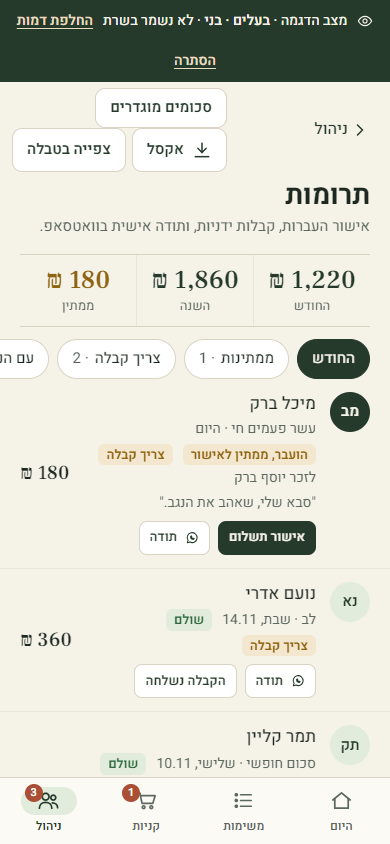 מצב הדגמה · בעלים · בני · לא נשמר בשרת החלפת דמות
הסתרה
ניהול
סכומים מוגדרים
אקסל
צפייה בטבלה
תרומות
אישור העברות, קבלות ידניות, ותודה אישית בוואטסאפ.
1,220 ₪
החודש
1,860 ₪
השנה
180 ₪
ממתין
החודש
ממתינות · 1
צריך קבלה · 2
מב
מיכל ברק
עשר פעמים חי · היום
הועבר, ממתין לאישור
צריך קבלה
לזכר יוסף ברק
"סבא שלי, שאהב את הנגב."
180 ₪
אישור תשלום
תודה
נא
נועם אדרי
לב · שבת, 14.11
שולם
צריך קבלה
360 ₪
תודה
הקבלה נשלחה
תק
תמר קליין
סכום חופשי · שלישי, 10.11
שולם
היום
משימות
1
קניות
3
ניהול